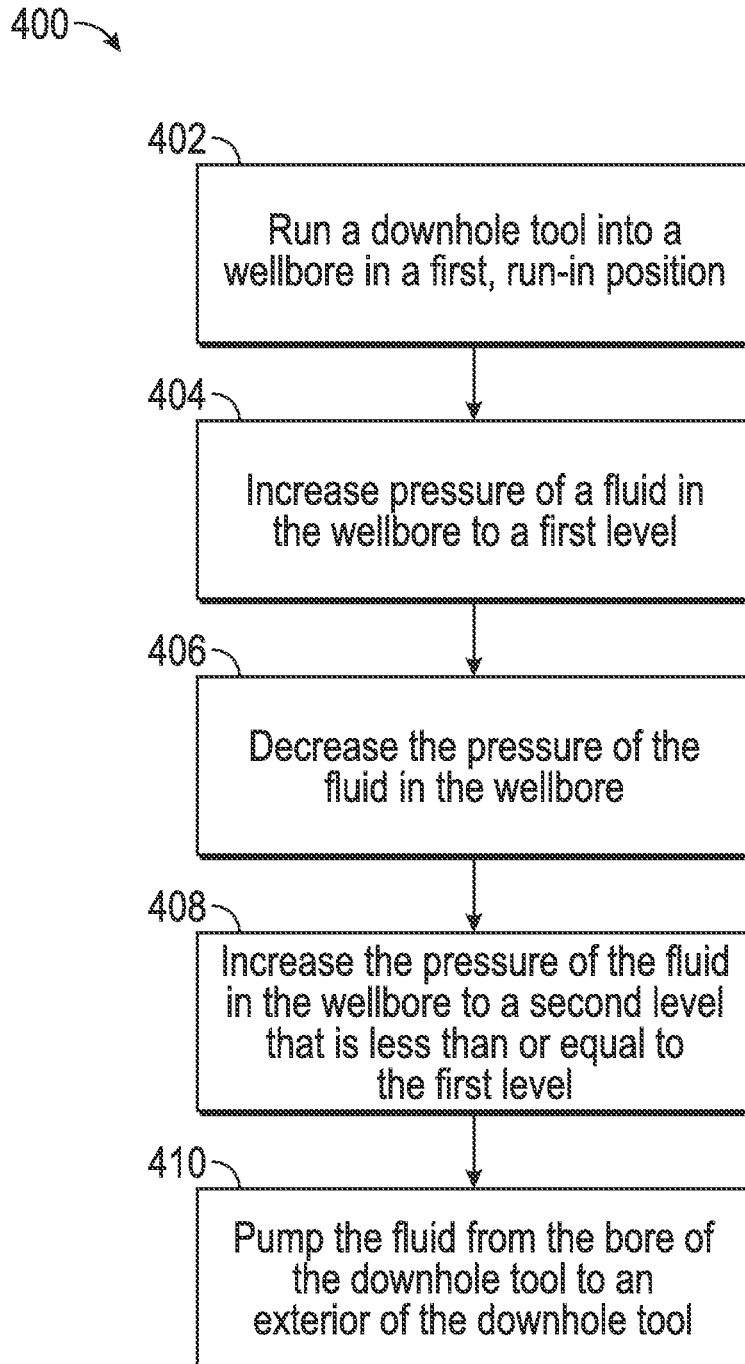 400
402
Run a downhole tool into a
wellbore in a first, run-in position
404
Increase pressure of a fluid in
the wellbore to a first level
406
Decrease the pressure of the
fluid in the wellbore
408
Increase the pressure of the fluid
in the wellbore to a second level
that is less than or equal to
the first level
410
Pump the fluid from the bore of
the downhole tool to an
exterior of the downhole tool